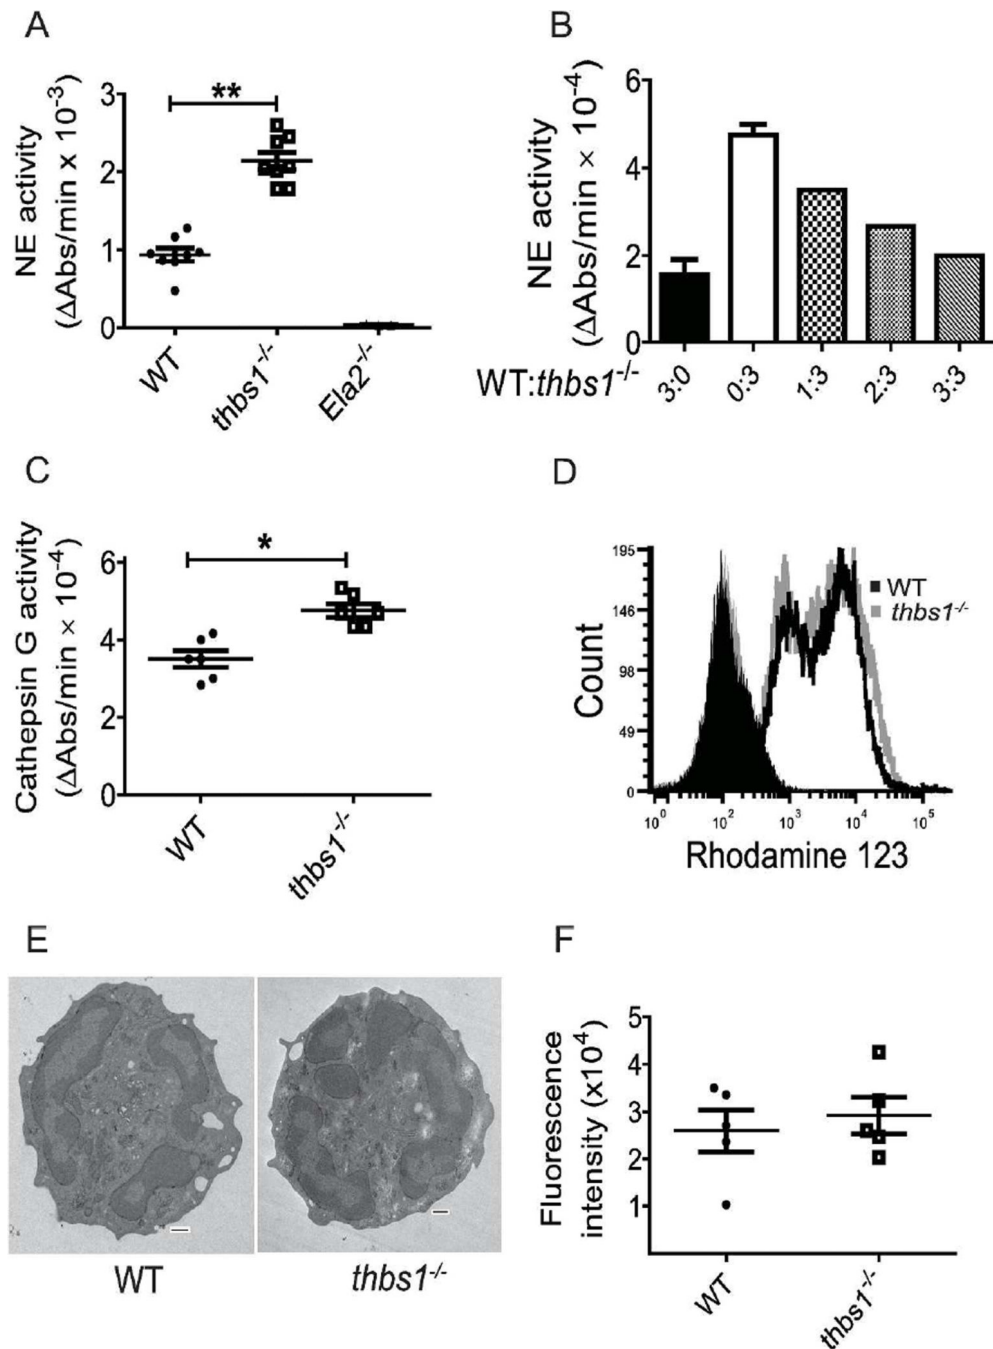 A
NE activity
(ΔAbs/min x 10⁻³)
3
2
1
0
**
WT
thbs1⁻/⁻
Ela2⁻/⁻
B
NE activity
(ΔAbs/min × 10⁻⁴)
6
4
2
0
WT:thbs1⁻/⁻
3:0
0:3
1:3
2:3
3:3
C
Cathepsin G activity
(ΔAbs/min × 10⁻⁴)
6
4
2
0
*
WT
thbs1⁻/⁻
D
Count
195
146
98
49
0
10⁰
10²
10³
10⁴
10⁵
Rhodamine 123
WT
thbs1⁻/⁻
E
WT
thbs1⁻/⁻
F
Fluorescence
intensity (x10⁴)
5
4
3
2
1
WT
thbs1⁻/⁻